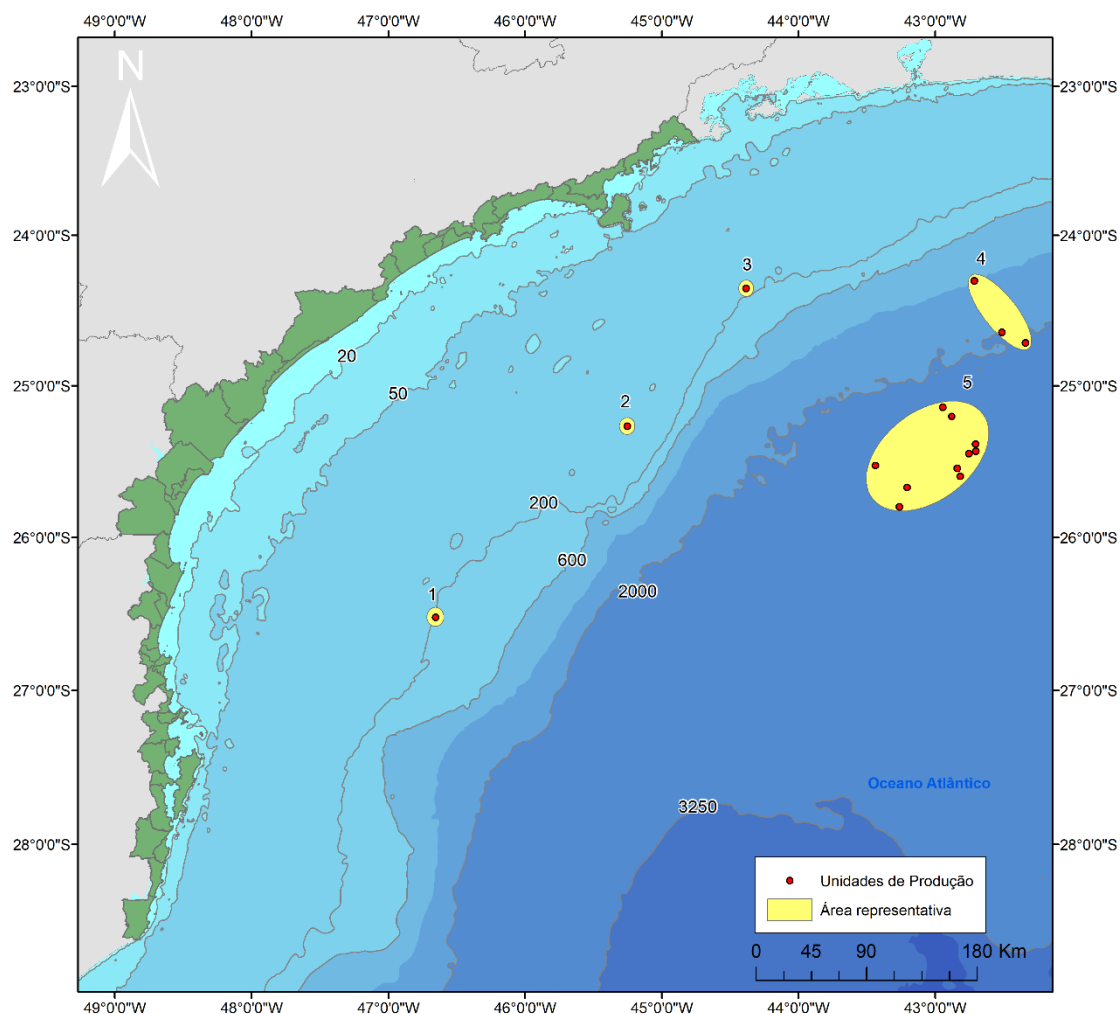 49°0'0"W 48°0'0"W 47°0'0"W 46°0'0"W 45°0'0"W 44°0'0"W 43°0'0"W
N
23°0'0"S 23°0'0"S
24°0'0"S 24°0'0"S
3 4
20
25°0'0"S 25°0'0"S
50 5
2
200
26°0'0"S 26°0'0"S
600
2000
1
27°0'0"S 27°0'0"S
Oceano Atlântico
3250
28°0'0"S 28°0'0"S
Unidades de Produção
Área representativa
0 45 90 180 Km
49°0'0"W 48°0'0"W 47°0'0"W 46°0'0"W 45°0'0"W 44°0'0"W 43°0'0"W